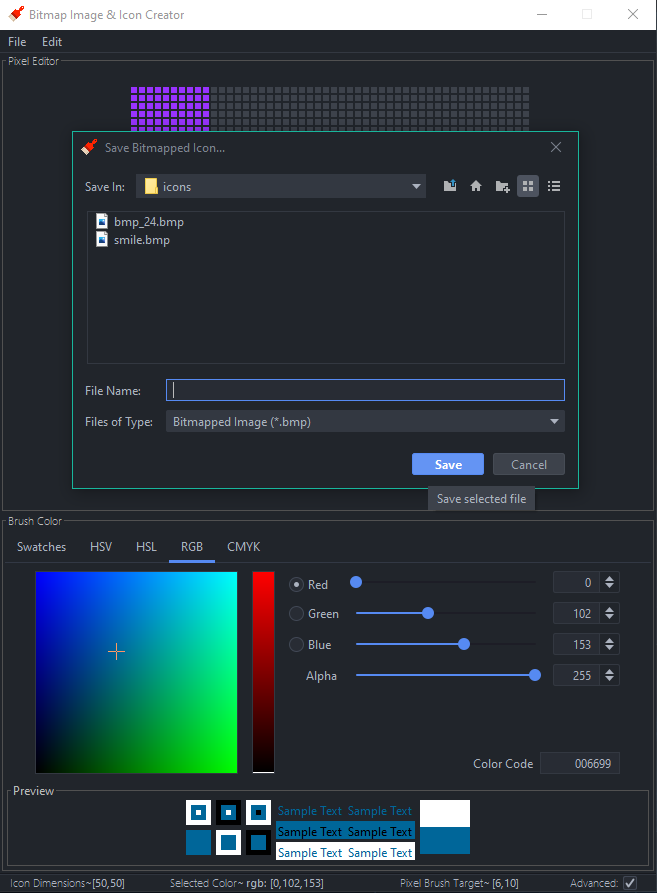 Bitmap Image & Icon Creator
File Edit
Pixel Editor
Save Bitmapped Icon...
Save In: icons
bmp_24.bmp
smile.bmp
File Name:
Files of Type: Bitmapped Image (*.bmp)
Save Cancel
Save selected file
Brush Color
Swatches HSV HSL RGB CMYK
Red 0
Green 102
Blue 153
Alpha 255
Color Code 006699
Preview
Sample Text Sample Text
Sample Text Sample Text
Sample Text Sample Text
Icon Dimensions~[50,50] Selected Color~ rgb: [0,102,153] Pixel Brush Target~ [6,10] Advanced: